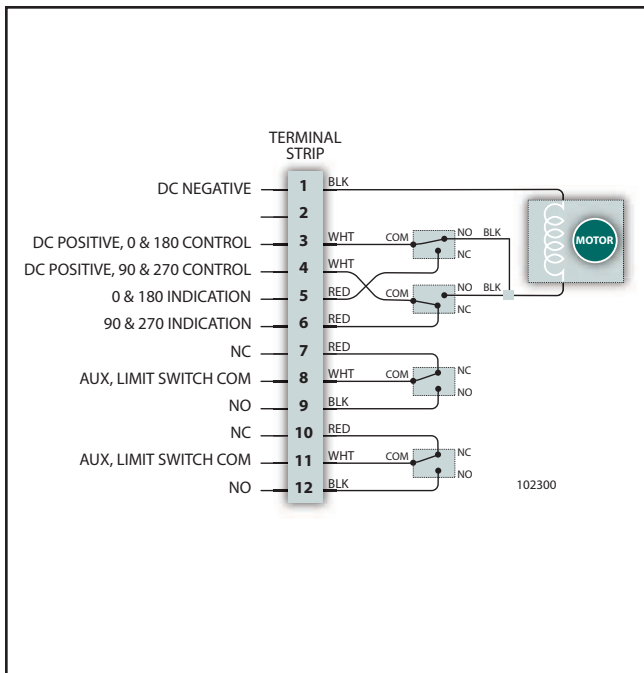 TERMINAL
STRIP
DC NEGATIVE 1 BLK
2
DC POSITIVE, 0 & 180 CONTROL 3 WHT COM NO BLK
NC
DC POSITIVE, 90 & 270 CONTROL 4 WHT
0 & 180 INDICATION 5 RED COM NO BLK
NC
90 & 270 INDICATION 6 RED
MOTOR
NC 7 RED
AUX, LIMIT SWITCH COM 8 WHT COM NC
NO
NO 9 BLK
NC 10 RED
AUX, LIMIT SWITCH COM 11 WHT COM NC
NO
NO 12 BLK
102300